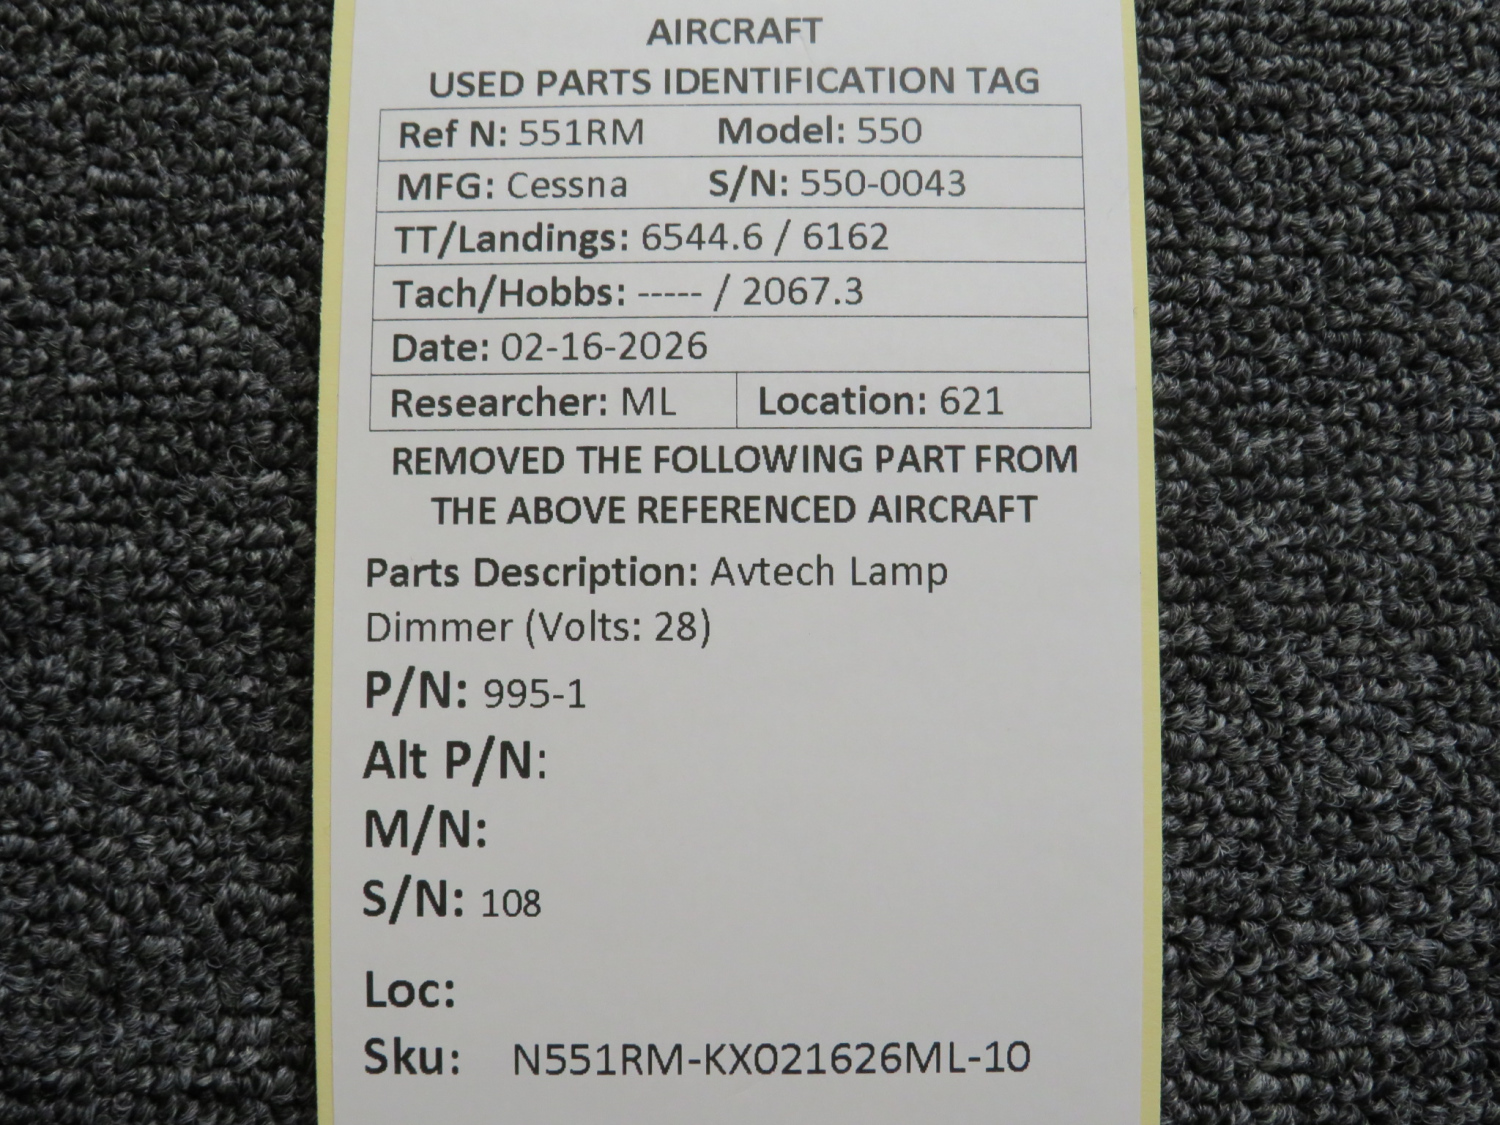 AIRCRAFT
USED PARTS IDENTIFICATION TAG
Ref N: 551RM Model: 550
MFG: Cessna S/N: 550-0043
TT/Landings: 6544.6 / 6162
Tach/Hobbs: ----- / 2067.3
Date: 02-16-2026
Researcher: ML Location: 621
REMOVED THE FOLLOWING PART FROM
THE ABOVE REFERENCED AIRCRAFT
Parts Description: Avtech Lamp
Dimmer (Volts: 28)
P/N: 995-1
Alt P/N:
M/N:
S/N: 108
Loc:
Sku: N551RM-KX021626ML-10